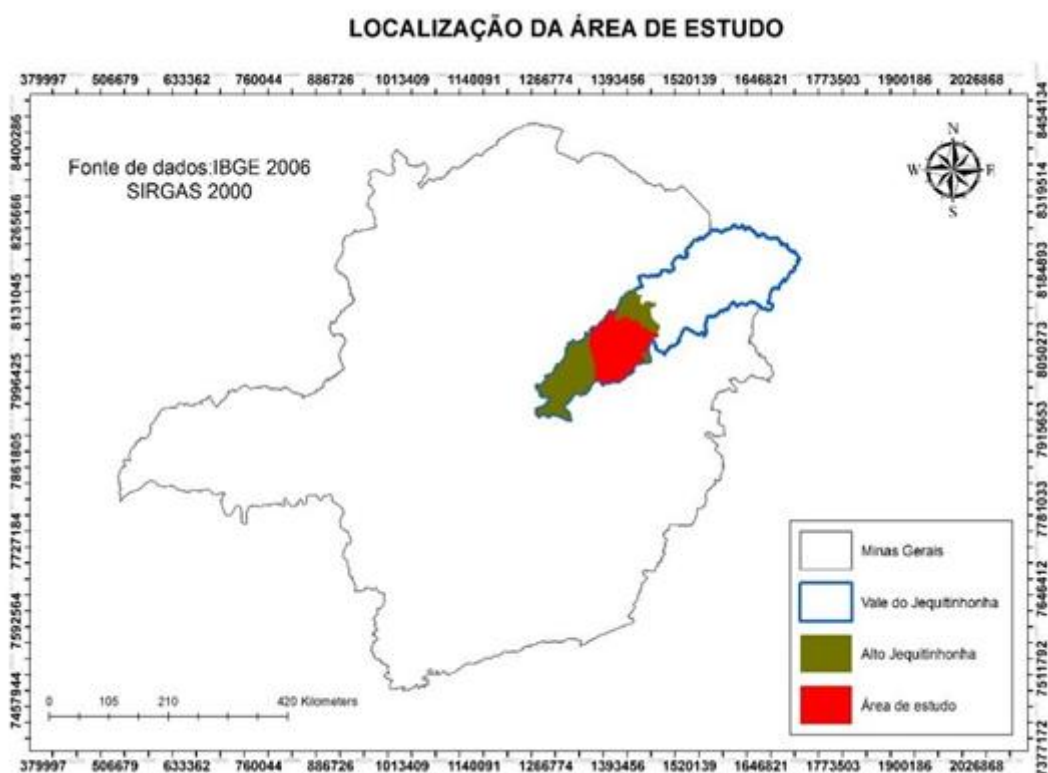 LOCALIZAÇÃO DA ÁREA DE ESTUDO
379997 506679 633362 760044 886726 1013409 1140091 1266774 1393456 1520139 1646821 1773503 1900186 2026868
Fonte de dados:IBGE 2006
SIRGAS 2000
N
W E
S
8400286
8265666
8131045
7996425
7861805
7727184
7592564
7457944
8454134
8319514
8184893
8050273
7915653
7781033
7646412
7511792
7377172
Minas Gerais
Vale do Jequitinhonha
Alto Jequitinhonha
Área de estudo
0 105 210 420 Kilometers
379997 506679 633362 760044 886726 1013409 1140091 1266774 1393456 1520139 1646821 1773503 1900186 2026868